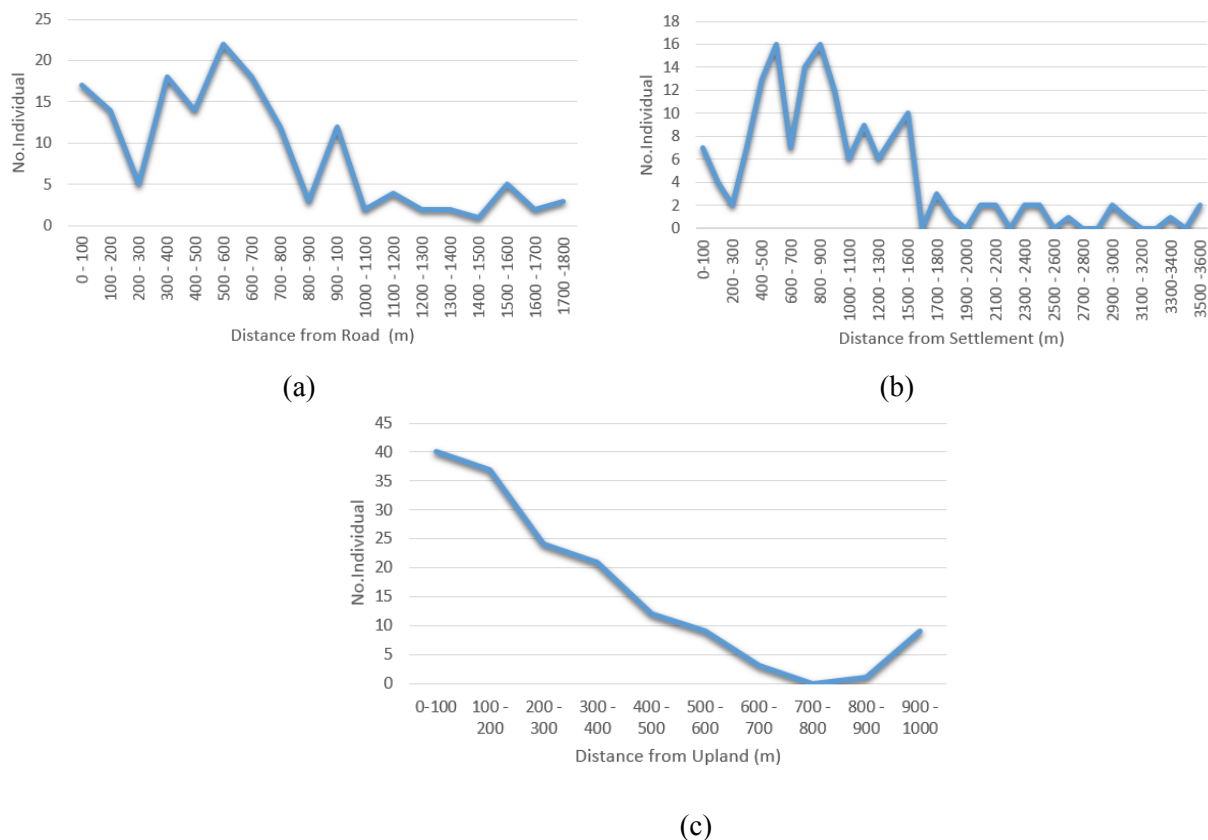 25
20
15
10
5
0
No.Individual
0 - 100
100 - 200
200 - 300
300 - 400
400 - 500
500 - 600
600 - 700
700 - 800
800 - 900
900 - 100
1000 - 1100
1100 - 1200
1200 - 1300
1300 - 1400
1400 - 1500
1500 - 1600
1600 - 1700
1700 -1800
Distance from Road (m)
(a)
18
16
14
12
10
8
6
4
2
0
No.Individual
0-100
200 - 300
400 -500
600 - 700
800 - 900
1000 - 1100
1200 - 1300
1500 - 1600
1700 - 1800
1900 - 2000
2100 - 2200
2300 - 2400
2500 - 2600
2700 - 2800
2900 - 3000
3100 - 3200
3300-3400
3500 -3600
Distance from Settlement (m)
(b)
45
40
35
30
25
20
15
10
5
0
No.Individual
0-100
100 -
200
200 -
300
300 -
400
400 -
500
500 -
600
600 -
700
700 -
800
800 -
900
900 -
1000
Distance from Upland (m)
(c)